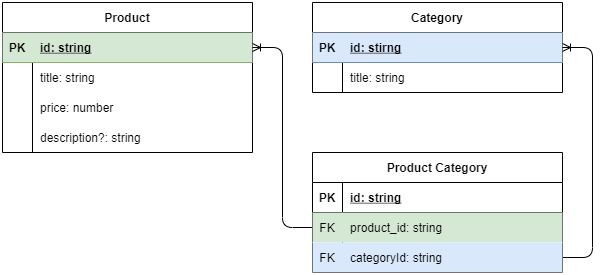 Product
PK id: string
title: string
price: number
description?: string
Category
PK id: stirng
title: string
Product Category
PK id: string
FK product_id: string
FK categoryId: string